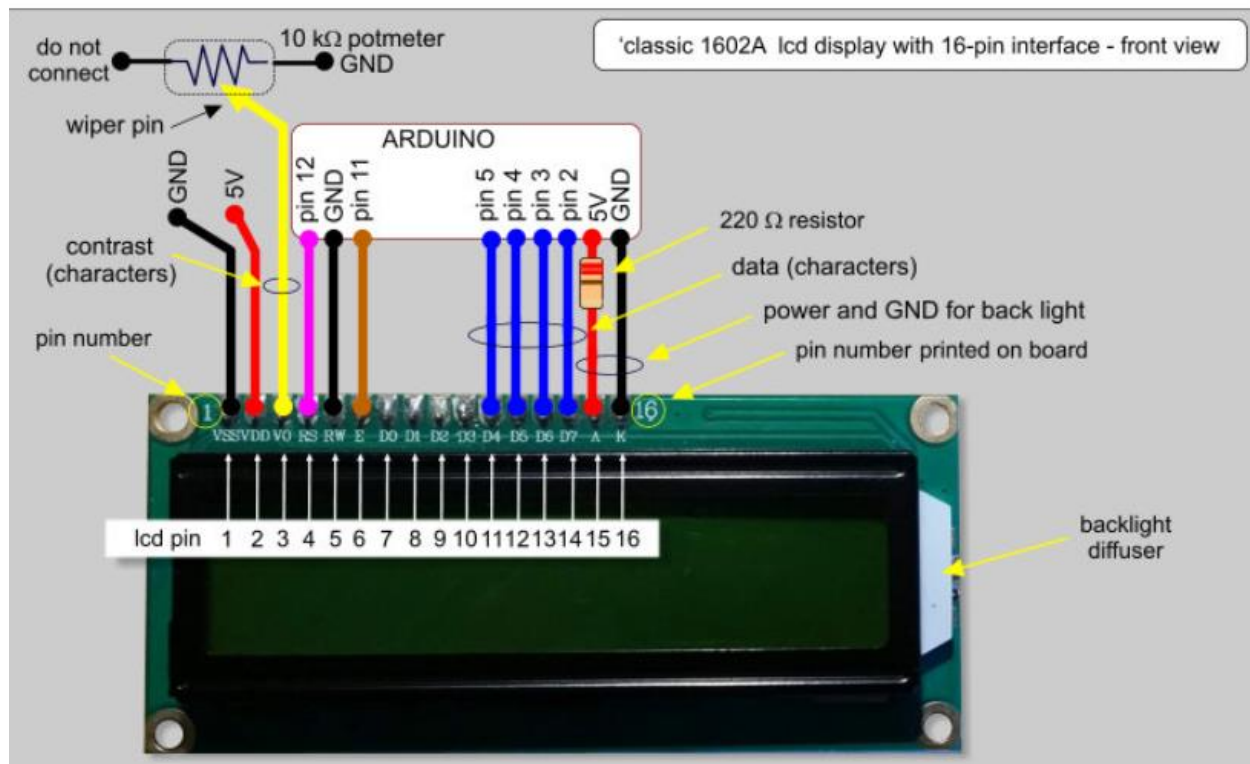 'classic 1602A lcd display with 16-pin interface - front view
do not
connect
10 kΩ potmeter
GND
wiper pin
ARDUINO
GND
5V
pin 12
GND
pin 11
pin 5
pin 4
pin 3
pin 2
5V
GND
220 Ω resistor
contrast
(characters)
data (characters)
power and GND for back light
pin number
pin number printed on board
1
16
VSS VDD VO RS RW E D0 D1 D2 D3 D4 D5 D6 D7 A K
lcd pin 1 2 3 4 5 6 7 8 9 10 11 12 13 14 15 16
backlight
diffuser